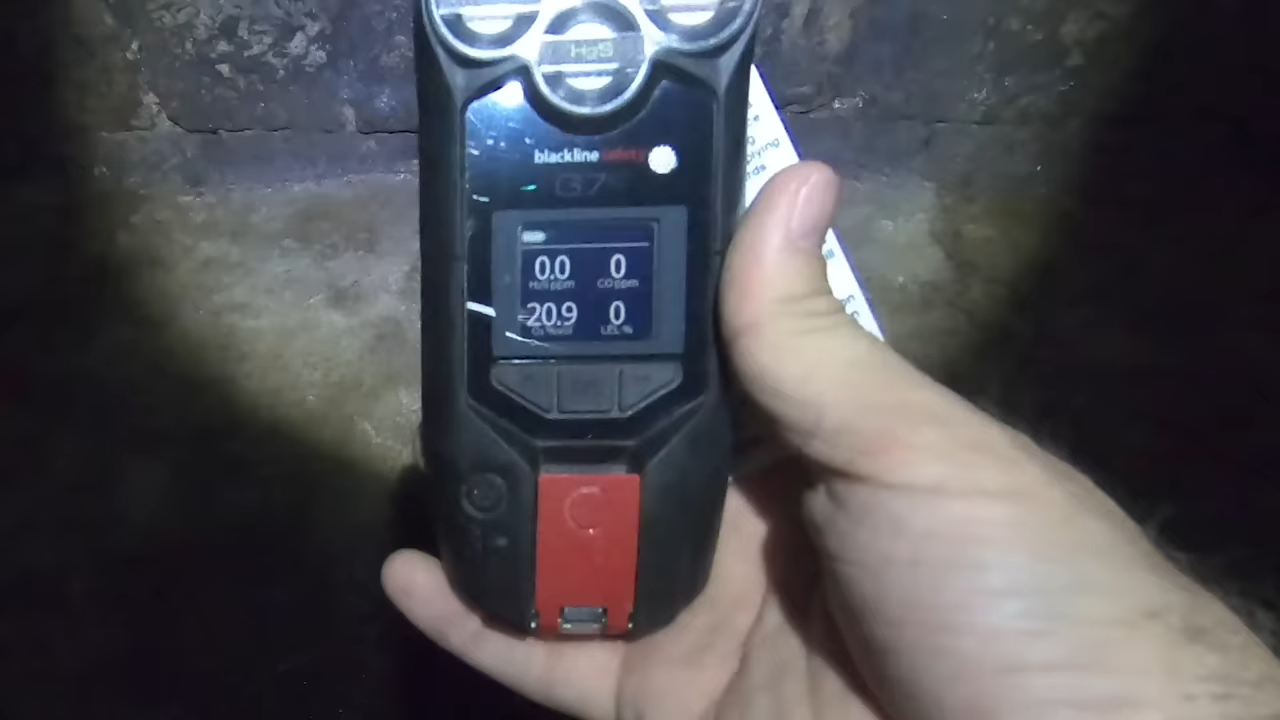 H₂S
blackline safety
G7
0.0 0
H₂S ppm CO ppm
20.9 0
O₂ %vol LEL %